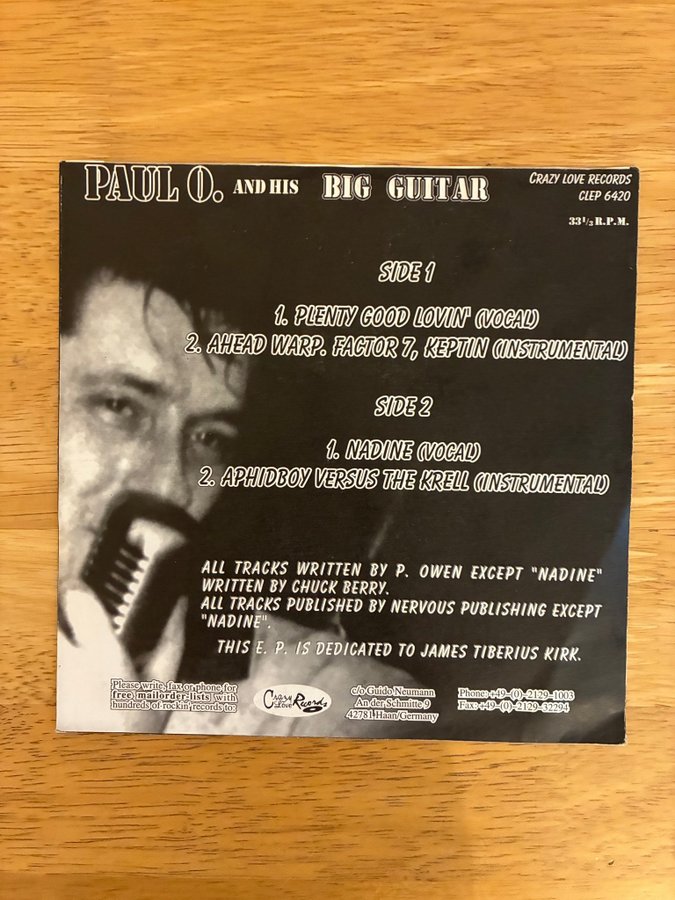 PAUL O. AND HIS BIG GUITAR
CRAZY LOVE RECORDS
CLEP 6420
33 1/3 R.P.M.
SIDE 1
1. PLENTY GOOD LOVIN' (VOCAL)
2. AHEAD WARP. FACTOR 7, KEPTIN (INSTRUMENTAL)
SIDE 2
1. NADINE (VOCAL)
2. APHIDBOY VERSUS THE KRELL (INSTRUMENTAL)
ALL TRACKS WRITTEN BY P. OWEN EXCEPT "NADINE"
WRITTEN BY CHUCK BERRY.
ALL TRACKS PUBLISHED BY NERVOUS PUBLISHING EXCEPT
"NADINE".
THIS E. P. IS DEDICATED TO JAMES TIBERIUS KIRK.
Please write, fax or phone for
free mailorder-lists with
hundreds of rockin' records to:
Crazy Love Records
c/o Guido Neumann
An der Schmitte 9
42781 Haan/Germany
Phone: +49-(0)-2129-1003
Fax: +49-(0)-2129-32294